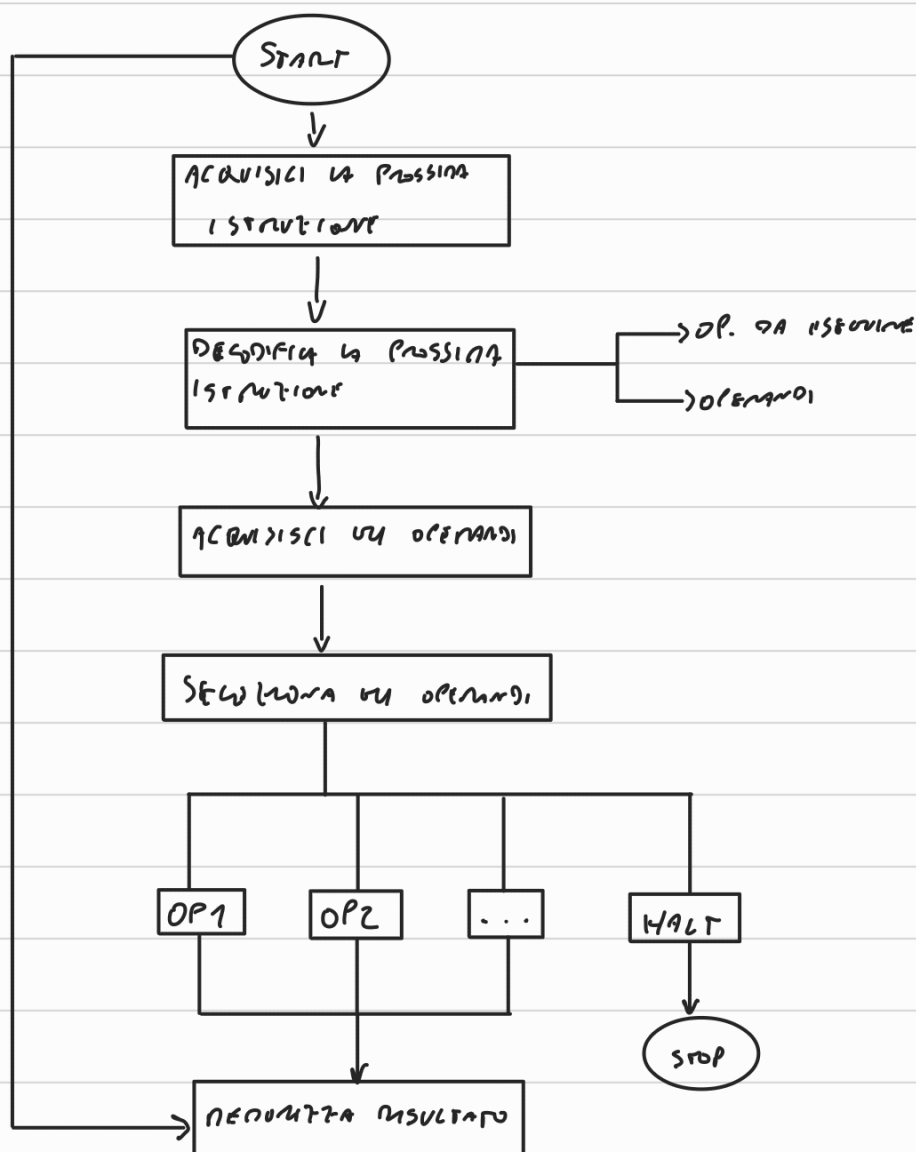 START
ACQUISICI LA PROSSIMA
ISTRUZIONE
DECODIFICA LA PROSSIMA
ISTRUZIONE
OP. DA ESEGUIRE
OPERANDI
ACQUISISCI GLI OPERANDI
SELEZIONA GLI OPERANDI
OP1
OP2
...
HALT
STOP
MEMORIZZA RISULTATO